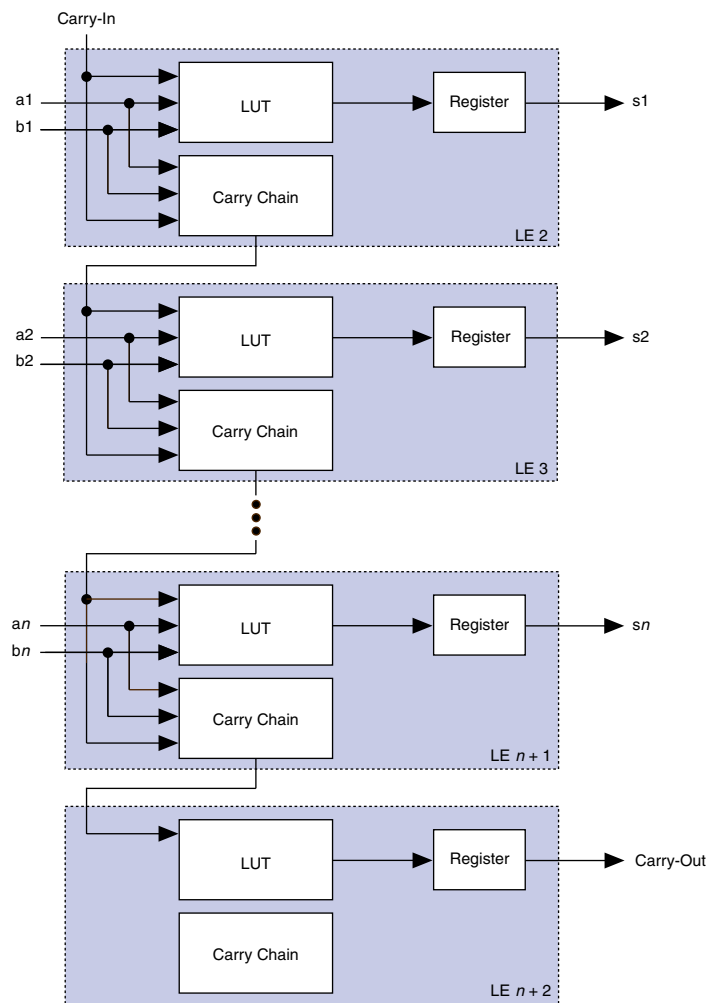 Carry-In
a1
b1
LUT
Register
s1
Carry Chain
LE 2
a2
b2
LUT
Register
s2
Carry Chain
LE 3
an
bn
LUT
Register
sn
Carry Chain
LE n + 1
LUT
Register
Carry-Out
Carry Chain
LE n + 2